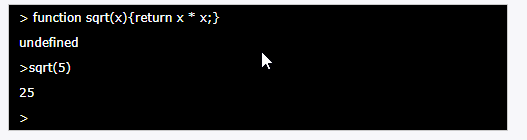 > function sqrt(x){return x * x;}
undefined
>sqrt(5)
25
>